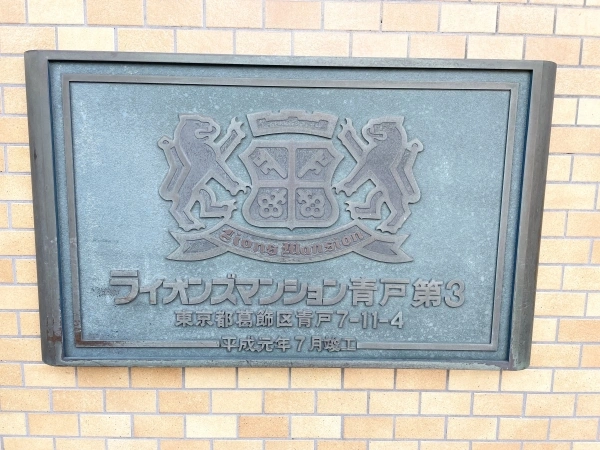 Lions Mansion
ライオンズマンション青戸第3
東京都葛飾区青戸7-11-4
平成元年7月竣工